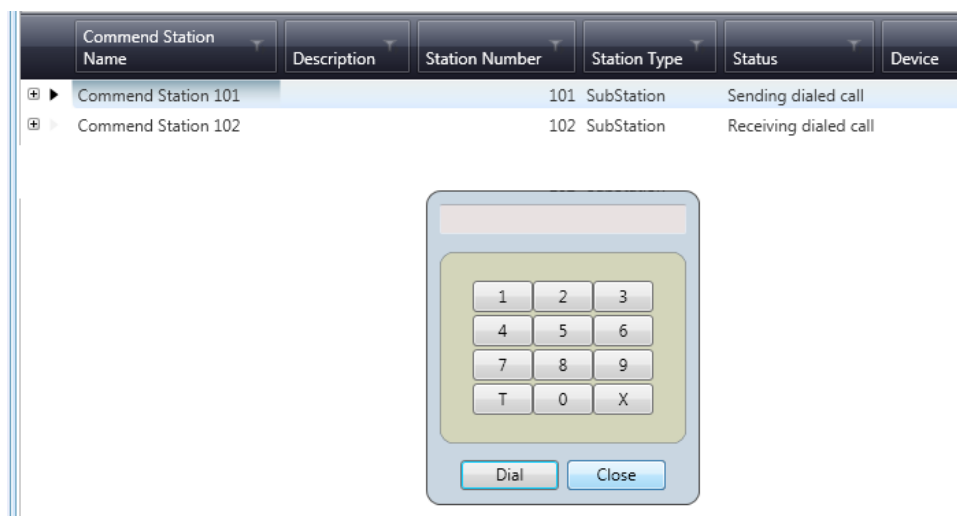 Commend Station Name Description Station Number Station Type Status Device
Commend Station 101 101 SubStation Sending dialed call
Commend Station 102 102 SubStation Receiving dialed call
1 2 3
4 5 6
7 8 9
T 0 X
Dial Close